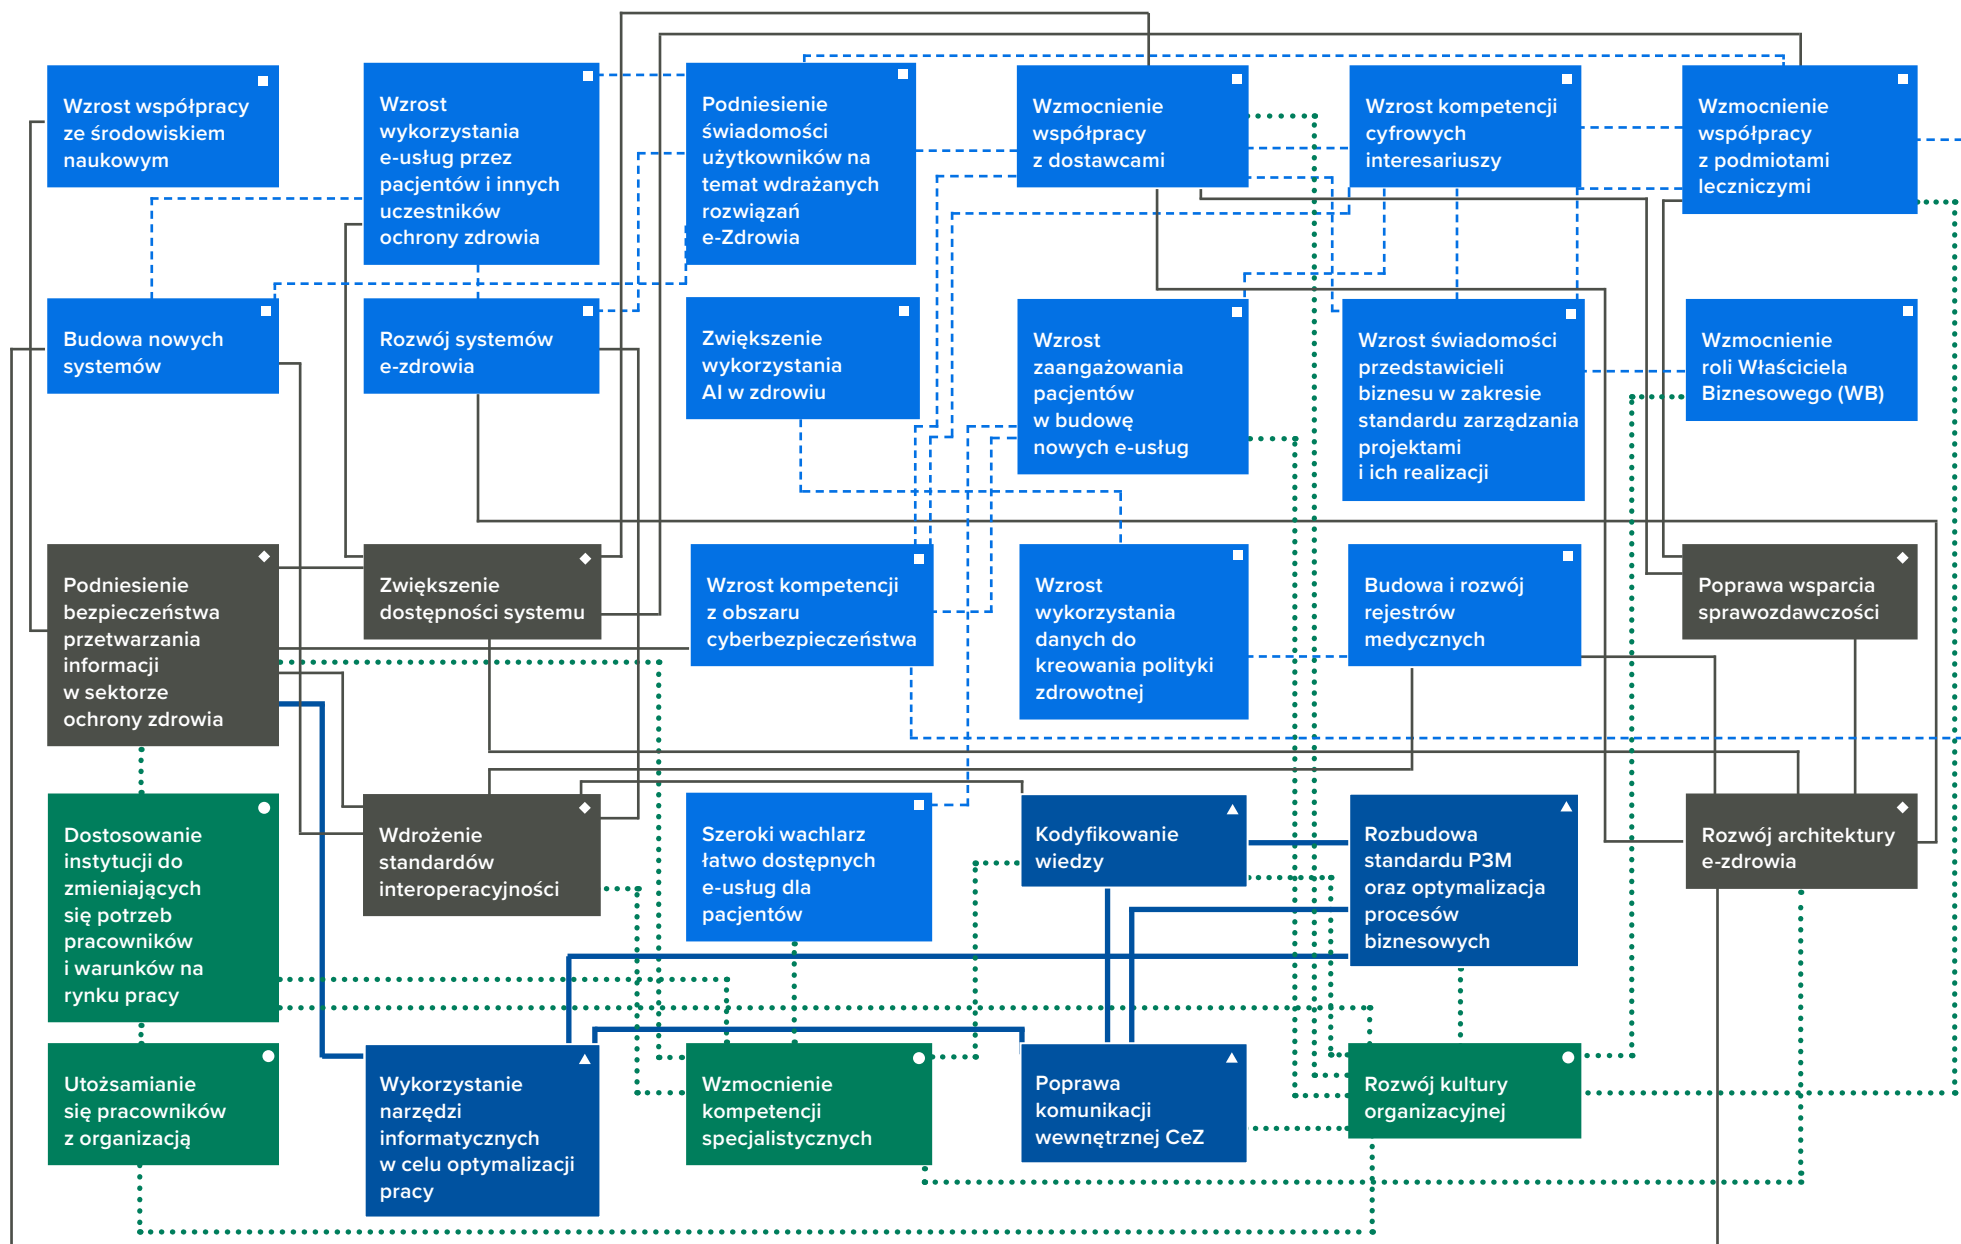 Wzrost współpracy
ze środowiskiem
naukowym
Wzrost
wykorzystania
e-usług przez
pacjentów i innych
uczestników
ochrony zdrowia
Podniesienie
świadomości
użytkowników na
temat wdrażanych
rozwiązań
e-Zdrowia
Wzmocnienie
współpracy
z dostawcami
Wzrost kompetencji
cyfrowych
interesariuszy
Wzmocnienie
współpracy
z podmiotami
leczniczymi
Budowa nowych
systemów
Rozwój systemów
e-zdrowia
Zwiększenie
wykorzystania
AI w zdrowiu
Wzrost
zaangażowania
pacjentów
w budowę
nowych e-usług
Wzrost świadomości
przedstawicieli
biznesu w zakresie
standardu zarządzania
projektami
i ich realizacji
Wzmocnienie
roli Właściciela
Biznesowego (WB)
Podniesienie
bezpieczeństwa
przetwarzania
informacji
w sektorze
ochrony zdrowia
Zwiększenie
dostępności systemu
Wzrost kompetencji
z obszaru
cyberbezpieczeństwa
Wzrost
wykorzystania
danych do
kreowania polityki
zdrowotnej
Budowa i rozwój
rejestrów
medycznych
Poprawa wsparcia
sprawozdawczości
Dostosowanie
instytucji do
zmieniających
się potrzeb
pracowników
i warunków na
rynku pracy
Wdrożenie
standardów
interoperacyjności
Szeroki wachlarz
łatwo dostępnych
e-usług dla
pacjentów
Kodyfikowanie
wiedzy
Rozbudowa
standardu P3M
oraz optymalizacja
procesów
biznesowych
Rozwój architektury
e-zdrowia
Utożsamianie
się pracowników
z organizacją
Wykorzystanie
narzędzi
informatycznych
w celu optymalizacji
pracy
Wzmocnienie
kompetencji
specjalistycznych
Poprawa
komunikacji
wewnętrznej CeZ
Rozwój kultury
organizacyjnej